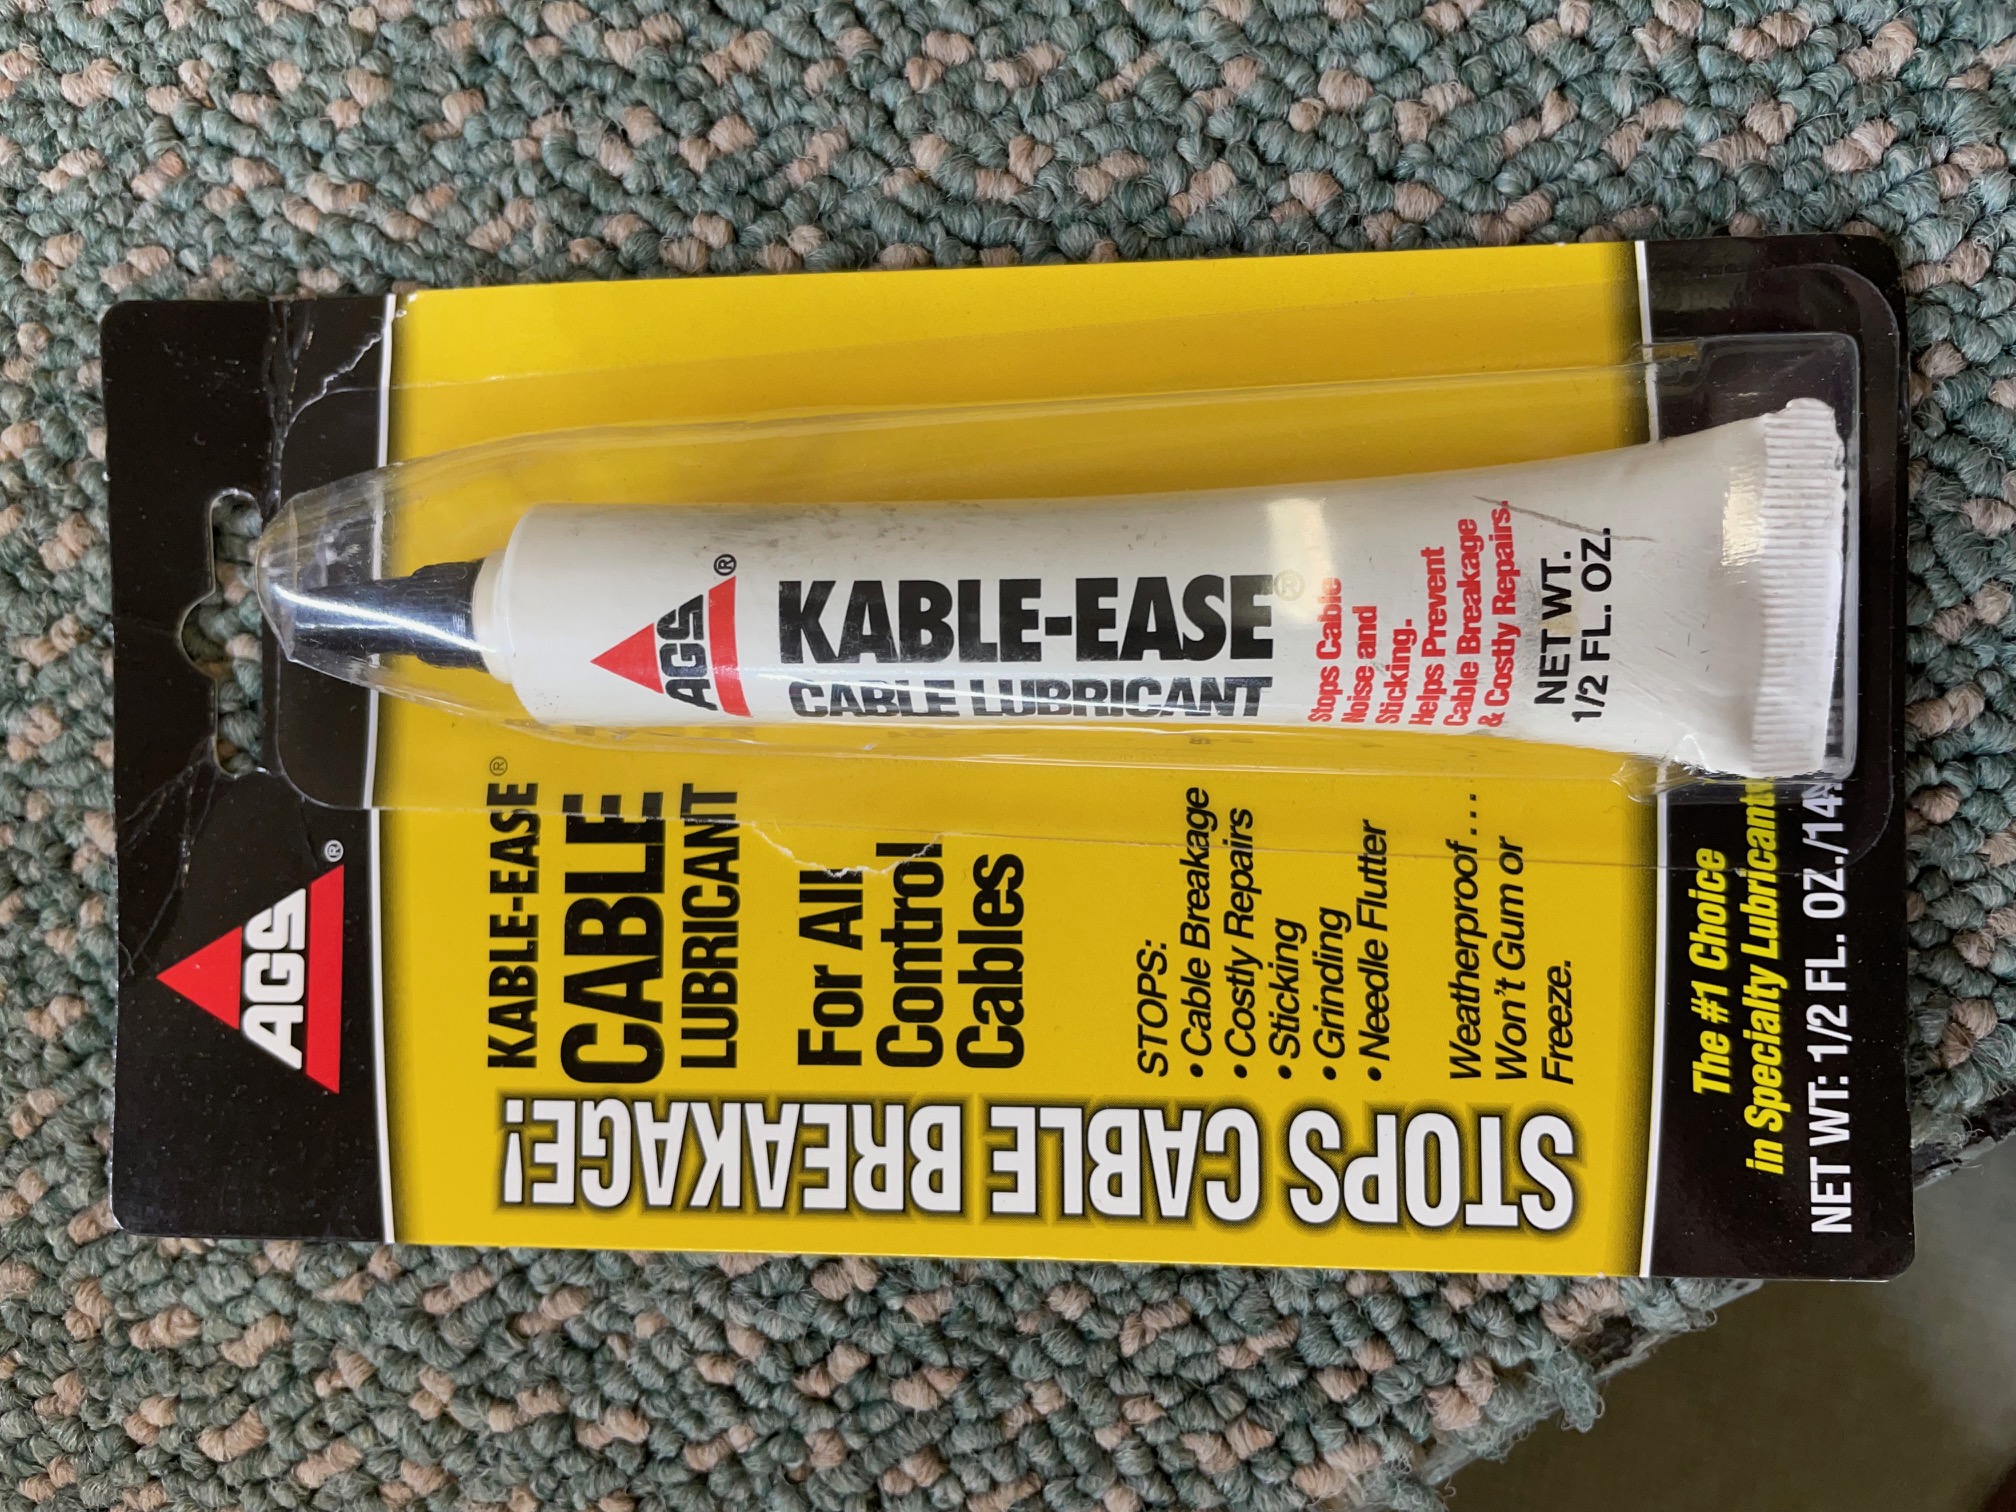 AGS®
KABLE-EASE®
CABLE
LUBRICANT
For All
Control
Cables
STOPS:
• Cable Breakage
• Costly Repairs
• Sticking
• Grinding
• Needle Flutter
Weatherproof...
Won't Gum or
Freeze.
STOPS CABLE BREAKAGE!
The #1 Choice
in Specialty Lubricants
NET WT: 1/2 FL. OZ./14
AGS®
KABLE-EASE®
CABLE LUBRICANT
Stops Cable
Noise and
Sticking.
Helps Prevent
Cable Breakage
& Costly Repairs.
NET WT.
1/2 FL. OZ.